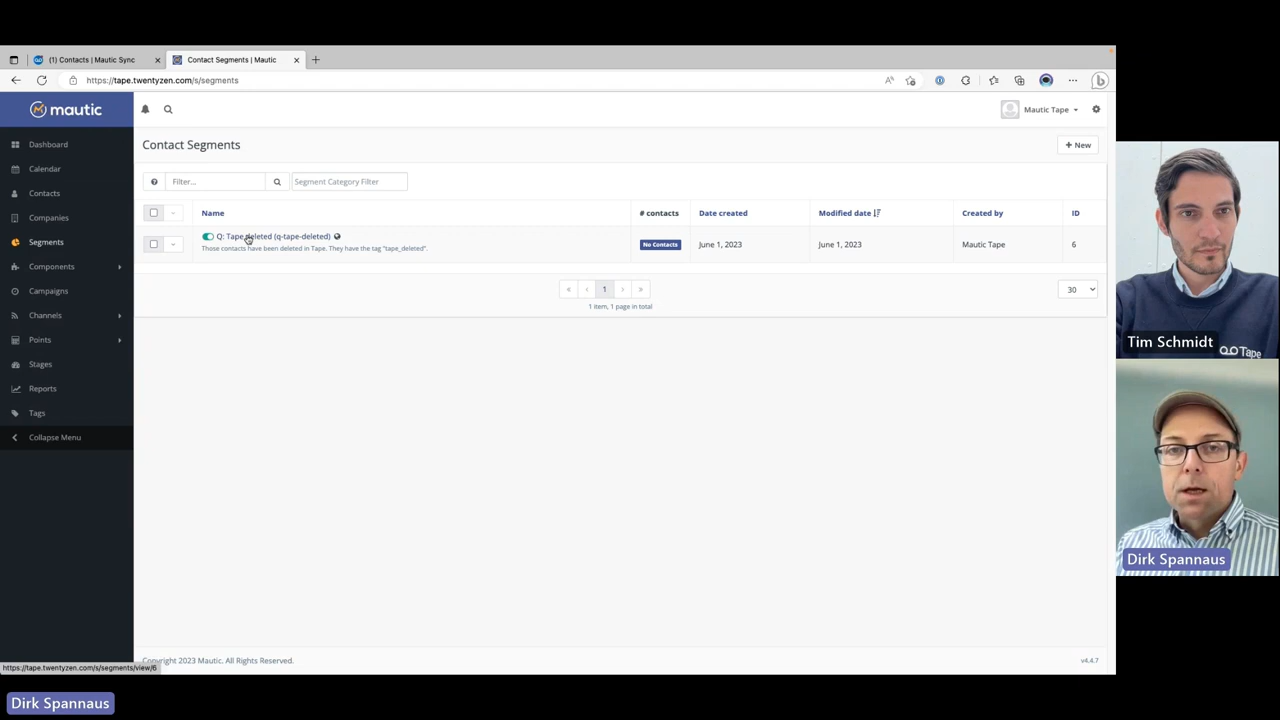 (1) Contacts | Mautic Sync
Contact Segments | Mautic
https://tape.twentyzen.com/s/segments
mautic
Mautic Tape
Dashboard
Calendar
Contacts
Companies
Segments
Components
Campaigns
Channels
Points
Stages
Reports
Tags
Collapse Menu
Contact Segments
+ New
Filter...
Segment Category Filter
Name
# contacts
Date created
Modified date
Created by
ID
Q: Tape deleted (q-tape-deleted)
Those contacts have been deleted in Tape. They have the tag "tape_deleted".
No Contacts
June 1, 2023
June 1, 2023
Mautic Tape
6
« ‹ 1 › »
1 item, 1 page in total
30
Copyright 2023 Mautic. All Rights Reserved.
v4.4.7
https://tape.twentyzen.com/s/segments/view/6
Tim Schmidt
Tape
Dirk Spannaus
Dirk Spannaus